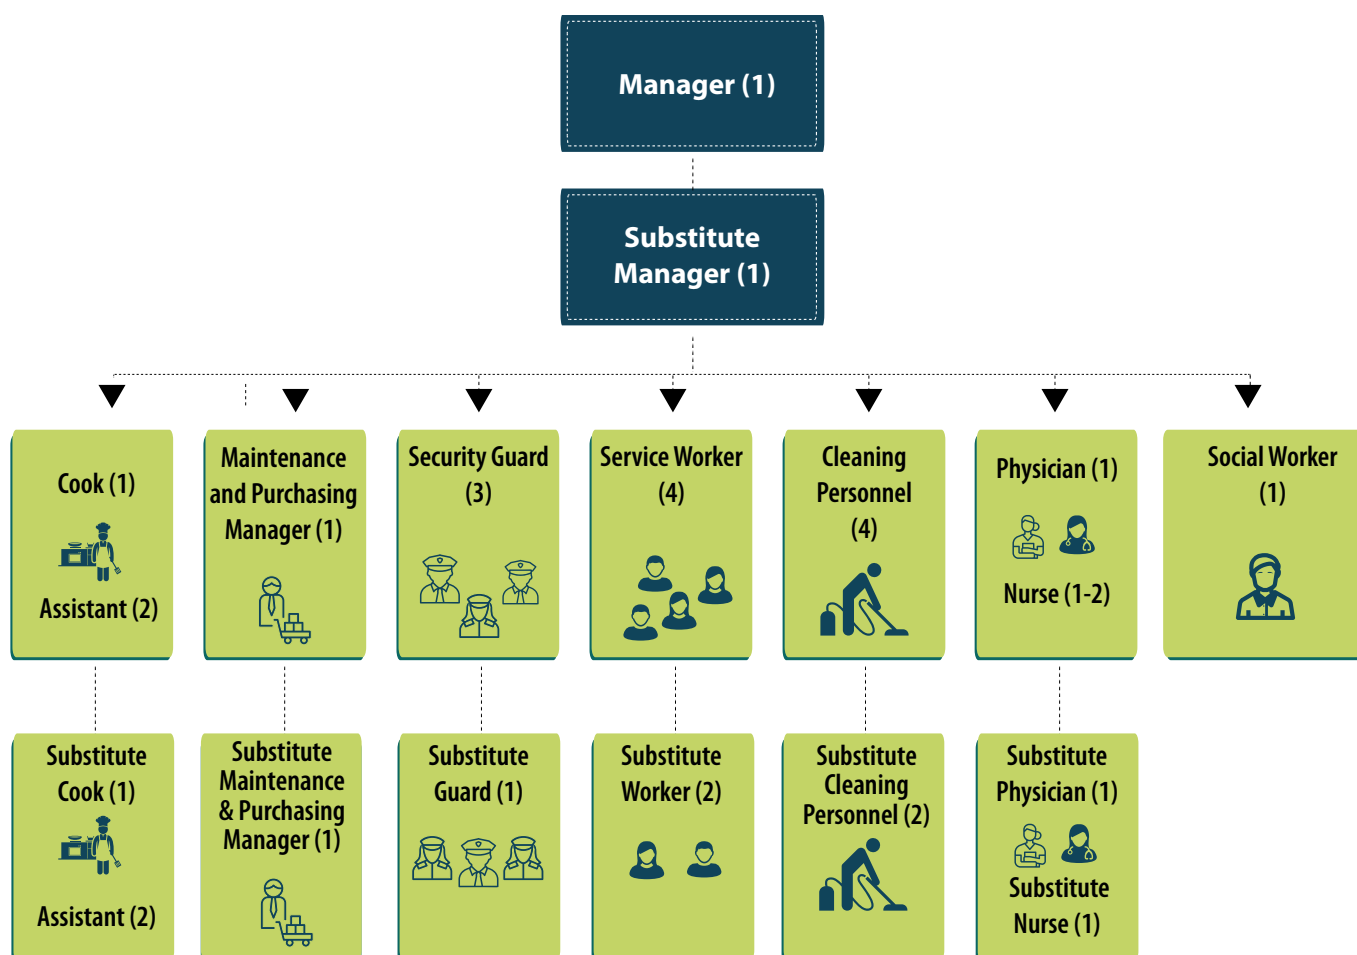 Manager (1)
Substitute
Manager (1)
Cook (1)
Assistant (2)
Maintenance
and Purchasing
Manager (1)
Security Guard
(3)
Service Worker
(4)
Cleaning
Personnel
(4)
Physician (1)
Nurse (1-2)
Social Worker
(1)
Substitute
Cook (1)
Assistant (2)
Substitute
Maintenance
& Purchasing
Manager (1)
Substitute
Guard (1)
Substitute
Worker (2)
Substitute
Cleaning
Personnel (2)
Substitute
Physician (1)
Substitute
Nurse (1)